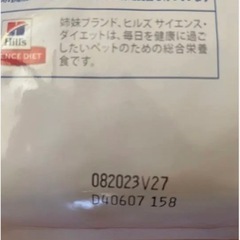 Hill's
ENCE DIET
姉妹ブランド、ヒルズ サイエンス・
ダイエットは、毎日を健康に過ご
したいペットのための総合栄養
食です。
082023V27
D40607 158